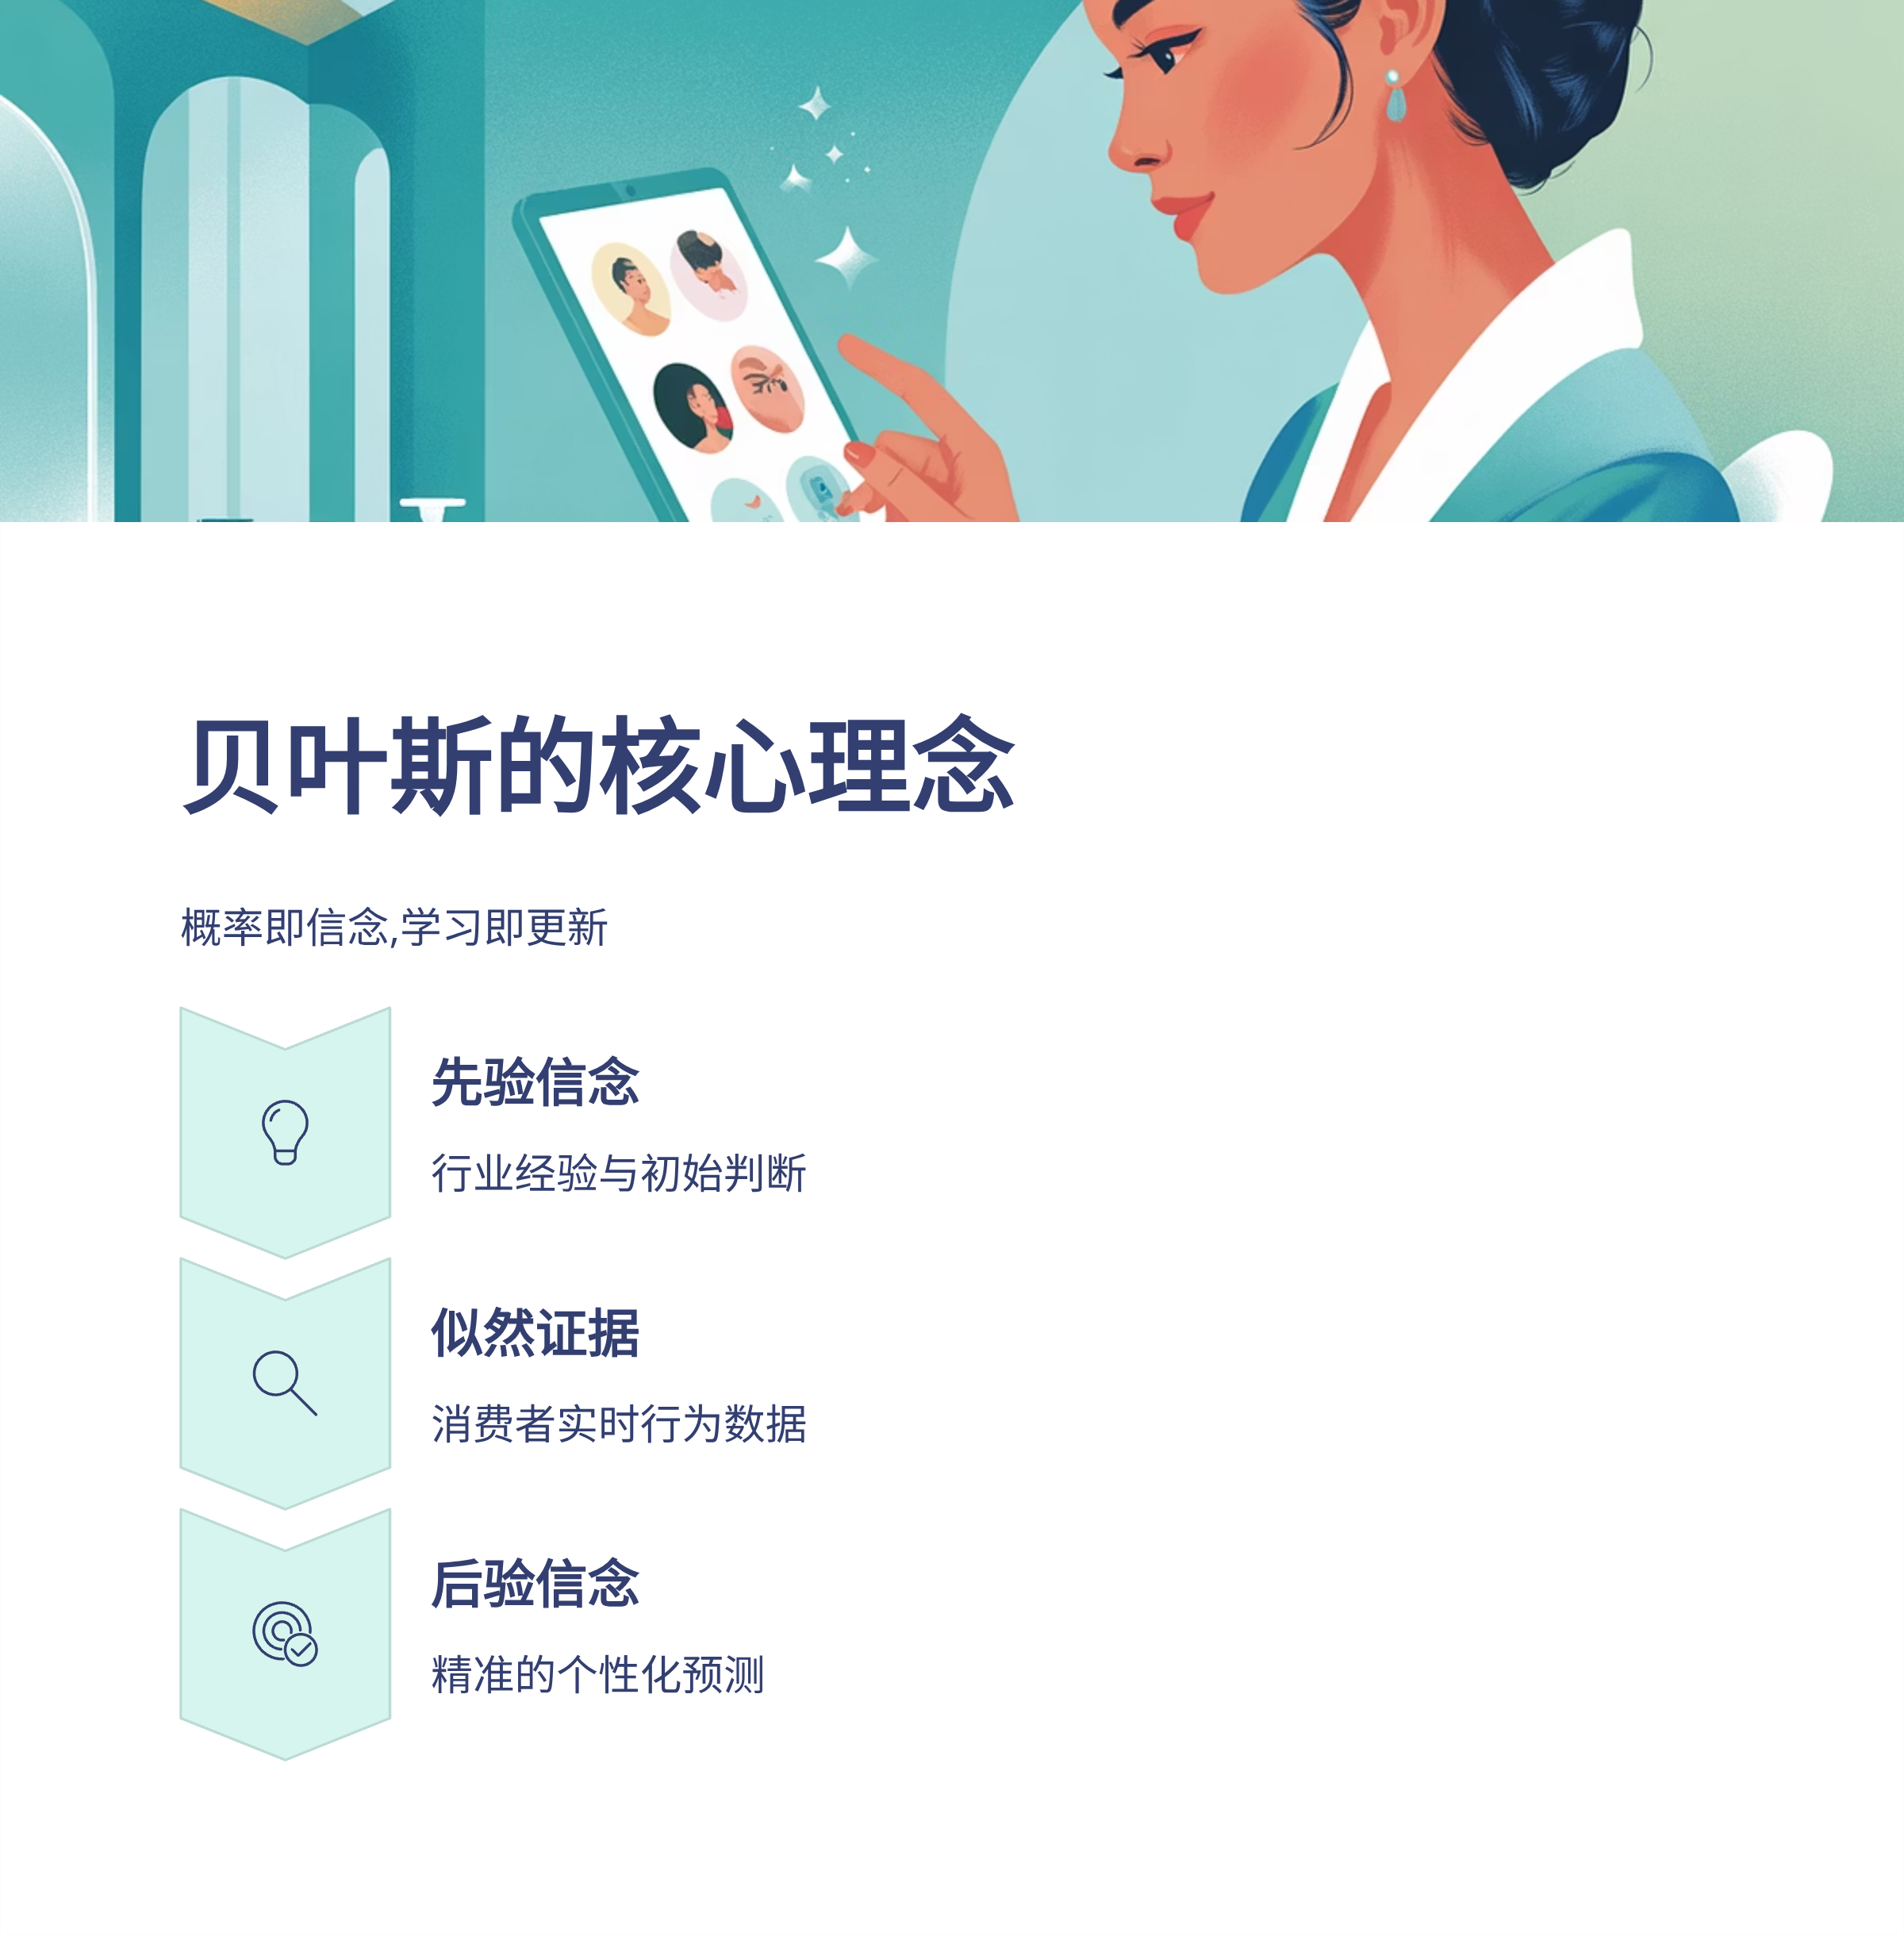 贝叶斯的核心理念
概率即信念,学习即更新
先验信念
行业经验与初始判断
似然证据
消费者实时行为数据
后验信念
精准的个性化预测